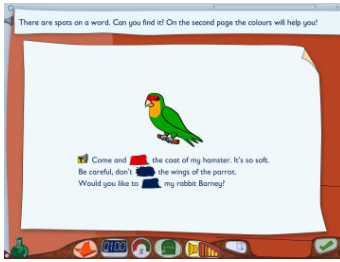 There are spots on a word. Can you find it? On the second page the colours will help you!
Come and the coat of my hamster. It's so soft.
Be careful, don't the wings of the parrot.
Would you like to my rabbit Barney?